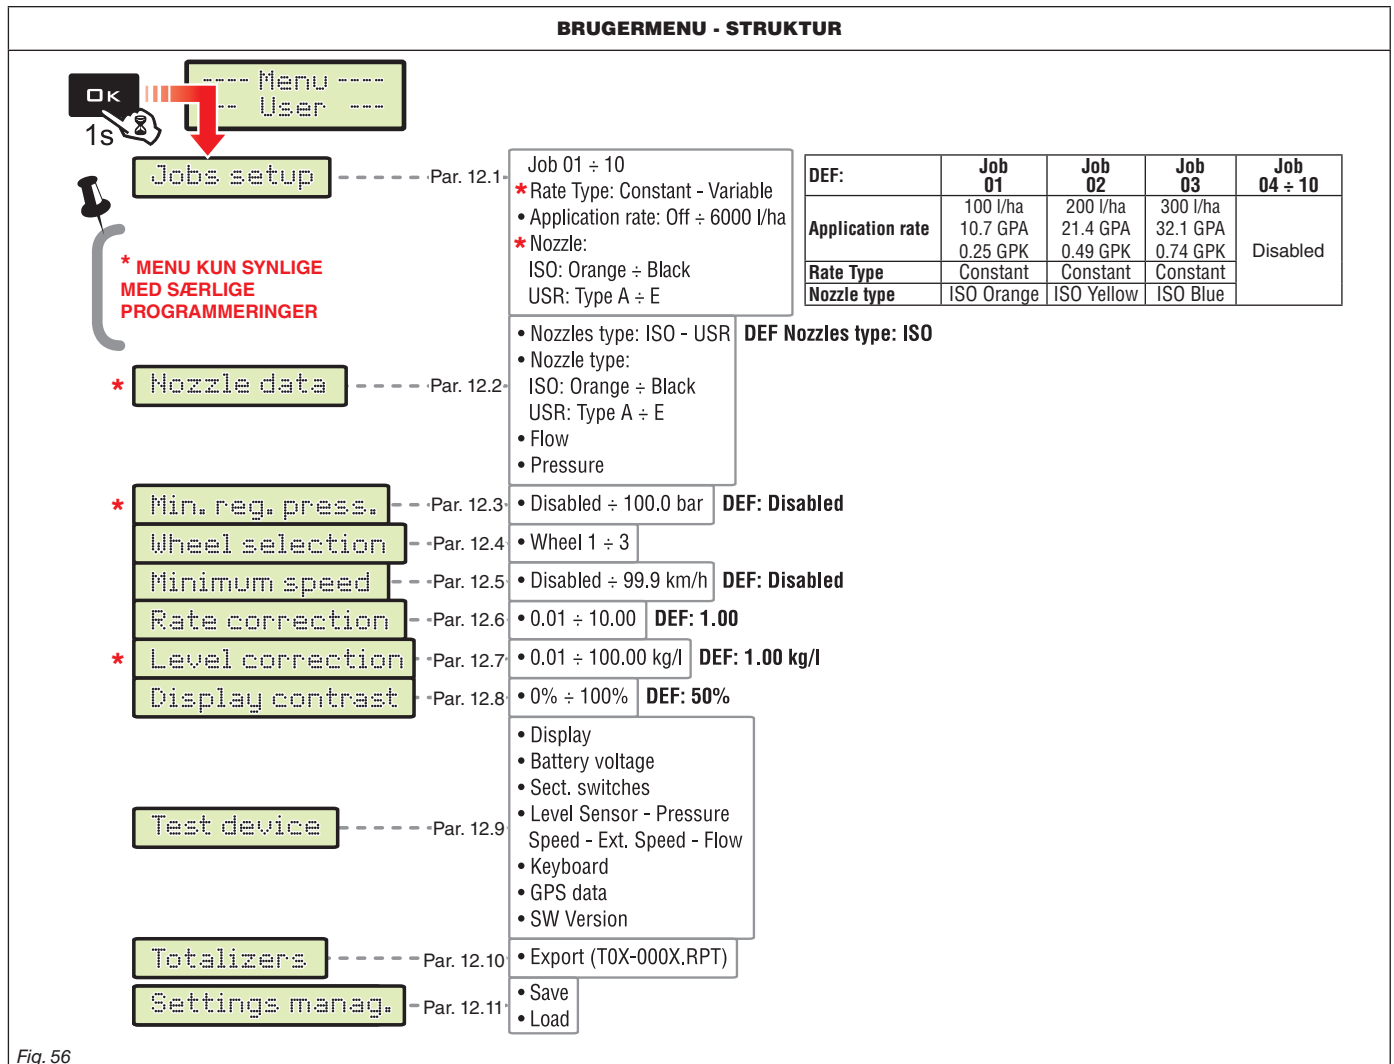 BRUGERMENU - STRUKTUR
---- Menu ----
-- User ---
OK
1s
Jobs setup
Par. 12.1
Job 01 ÷ 10
* Rate Type: Constant - Variable
• Application rate: Off ÷ 6000 l/ha
* Nozzle:
ISO: Orange ÷ Black
USR: Type A ÷ E
DEF: Job 01 Job 02 Job 03 Job 04 ÷ 10
Application rate 100 l/ha 200 l/ha 300 l/ha Disabled
10.7 GPA 21.4 GPA 32.1 GPA
0.25 GPK 0.49 GPK 0.74 GPK
Rate Type Constant Constant Constant
Nozzle type ISO Orange ISO Yellow ISO Blue
* MENU KUN SYNLIGE
MED SÆRLIGE
PROGRAMMERINGER
* Nozzle data
Par. 12.2
• Nozzles type: ISO - USR
DEF Nozzles type: ISO
• Nozzle type:
ISO: Orange ÷ Black
USR: Type A ÷ E
• Flow
• Pressure
* Min. reg. press.
Par. 12.3
• Disabled ÷ 100.0 bar
DEF: Disabled
Wheel selection
Par. 12.4
• Wheel 1 ÷ 3
Minimum speed
Par. 12.5
• Disabled ÷ 99.9 km/h
DEF: Disabled
Rate correction
Par. 12.6
• 0.01 ÷ 10.00
DEF: 1.00
* Level correction
Par. 12.7
• 0.01 ÷ 100.00 kg/l
DEF: 1.00 kg/l
Display contrast
Par. 12.8
• 0% ÷ 100%
DEF: 50%
Test device
Par. 12.9
• Display
• Battery voltage
• Sect. switches
• Level Sensor - Pressure
Speed - Ext. Speed - Flow
• Keyboard
• GPS data
• SW Version
Totalizers
Par. 12.10
• Export (T0X-000X.RPT)
Settings manag.
Par. 12.11
• Save
• Load
Fig. 56